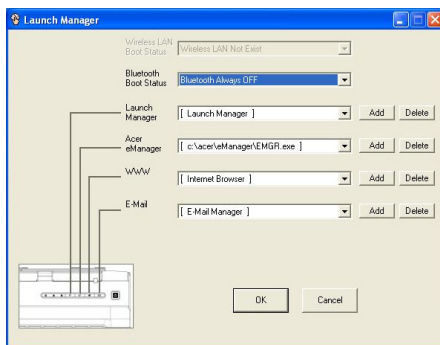 Launch Manager
Wireless LAN
Boot Status
Wireless LAN Not Exist
Bluetooth
Boot Status
Bluetooth Always OFF
Launch
Manager
[ Launch Manager ]
Add
Delete
Acer
eManager
[ c:\acer\eManager\EMGR.exe ]
Add
Delete
WWW
[ Internet Browser ]
Add
Delete
E-Mail
[ E-Mail Manager ]
Add
Delete
OK
Cancel